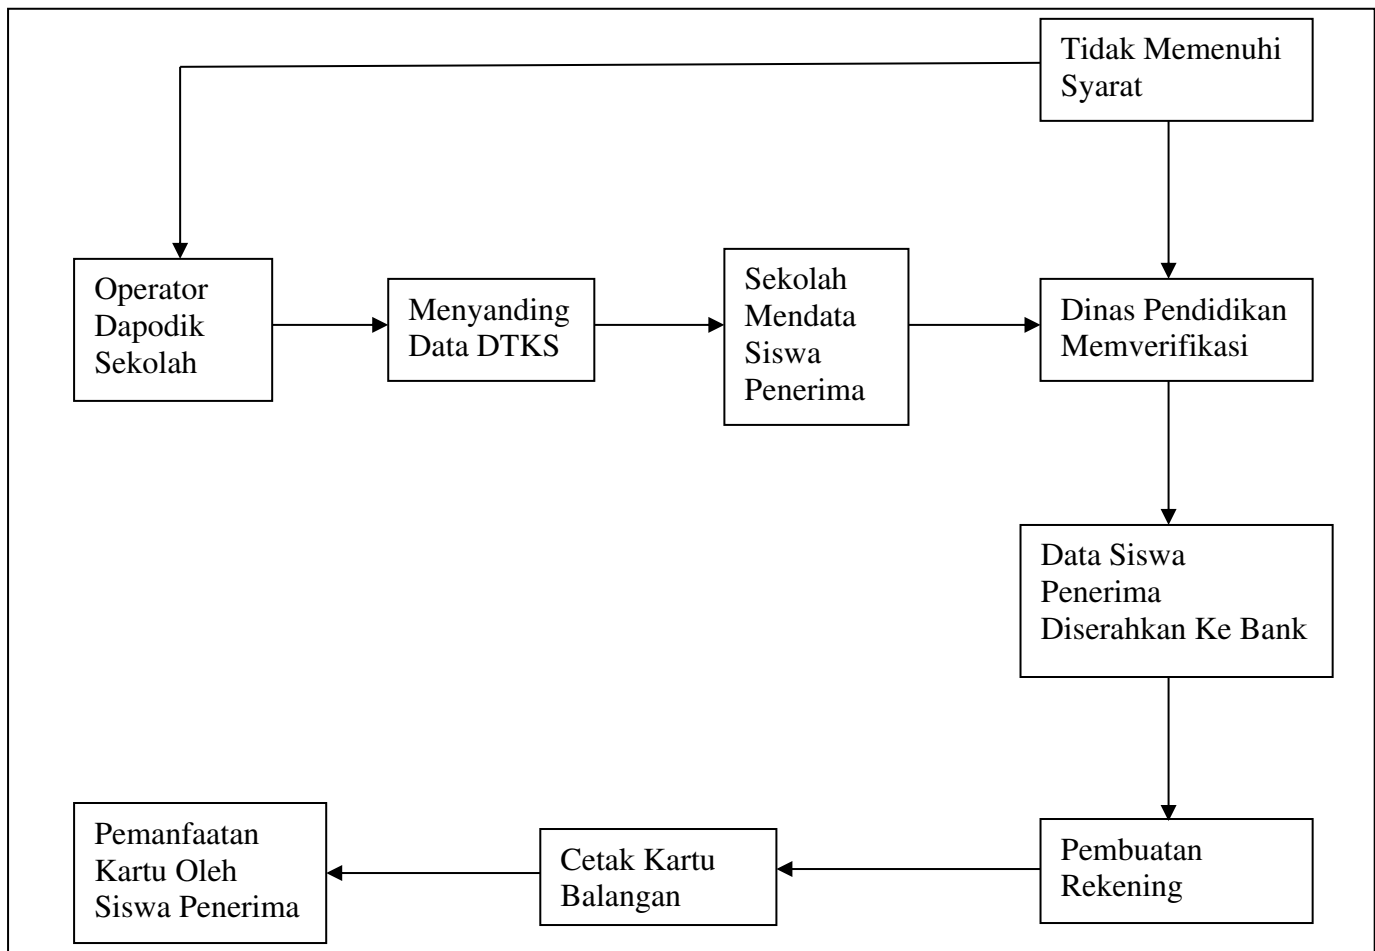 Tidak Memenuhi
Syarat
Operator
Dapodik
Sekolah
Menyanding
Data DTKS
Sekolah
Mendata
Siswa
Penerima
Dinas Pendidikan
Memverifikasi
Data Siswa
Penerima
Diserahkan Ke Bank
Pembuatan
Rekening
Cetak Kartu
Balangan
Pemanfaatan
Kartu Oleh
Siswa Penerima